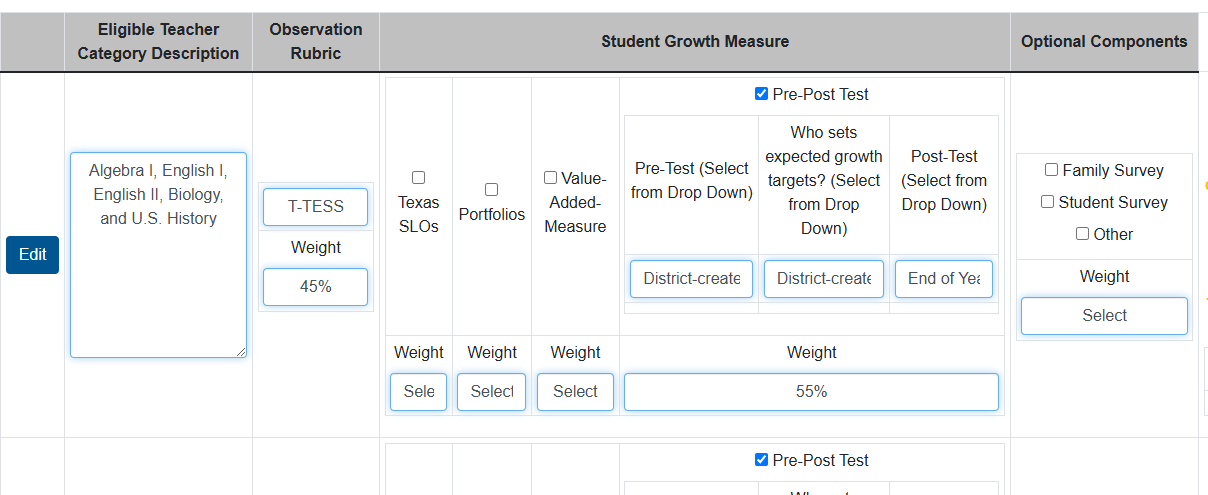 Eligible Teacher
Category Description
Observation
Rubric
Student Growth Measure
Optional Components
Edit
Algebra I, English I,
English II, Biology,
and U.S. History
T-TESS
Weight
45%
Texas
SLOs
Portfolios
Value-
Added-
Measure
Pre-Post Test
Pre-Test (Select
from Drop Down)
Who sets
expected growth
targets? (Select
from Drop
Down)
Post-Test
(Select from
Drop Down)
District-create
District-create
End of Yea
Weight
Sele
Weight
Select
Weight
Select
Weight
55%
Family Survey
Student Survey
Other
Weight
Select
Pre-Post Test